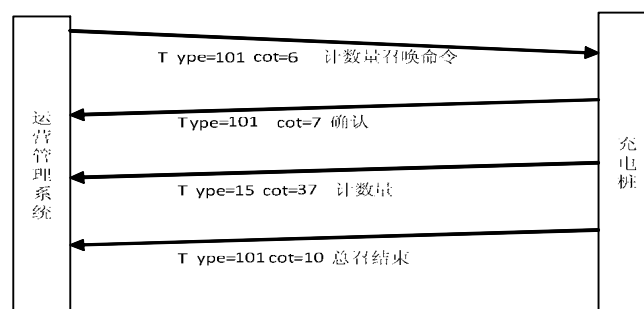 T ype=101 cot=6 计数量召唤命令
Type=101 cot=7 确认
T ype=15 cot=37 计数量
T ype=101 cot=10 总召结束
运营管理系统
充电桩